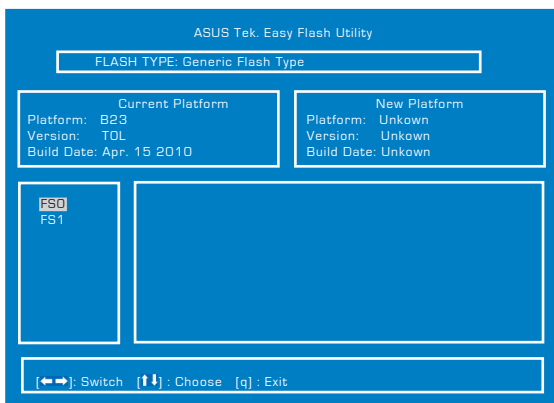 ASUS Tek. Easy Flash Utility
FLASH TYPE: Generic Flash Type
Current Platform
Platform: B23
Version: TOL
Build Date: Apr. 15 2010
New Platform
Platform: Unkown
Version: Unkown
Build Date: Unkown
FS0
FS1
[⬅➡]: Switch [⬆⬇] : Choose [q] : Exit